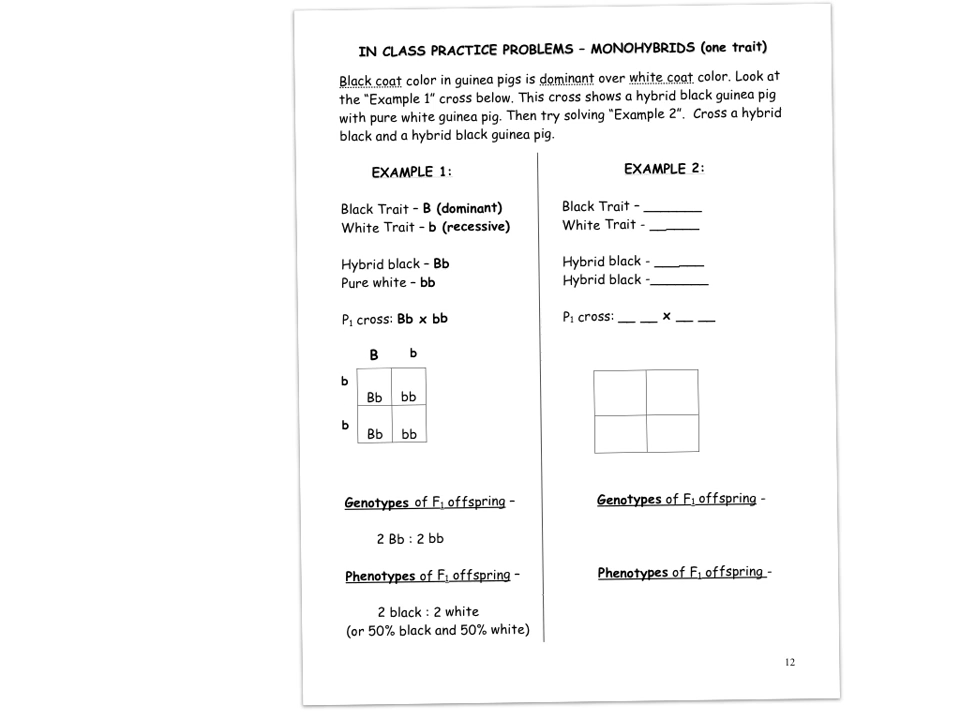 IN CLASS PRACTICE PROBLEMS – MONOHYBRIDS (one trait)
Black coat color in guinea pigs is dominant over white coat color. Look at
the “Example 1” cross below. This cross shows a hybrid black guinea pig
with pure white guinea pig. Then try solving “Example 2”. Cross a hybrid
black and a hybrid black guinea pig.
EXAMPLE 1:
Black Trait – B (dominant)
White Trait – b (recessive)
Hybrid black – Bb
Pure white – bb
P₁ cross: Bb x bb
B b
b
Bb bb
b
Bb bb
Genotypes of F₁ offspring –
2 Bb : 2 bb
Phenotypes of F₁ offspring –
2 black : 2 white
(or 50% black and 50% white)
EXAMPLE 2:
Black Trait – ________
White Trait - _______
Hybrid black - _______
Hybrid black -________
P₁ cross: __ __ x __ __
Genotypes of F₁ offspring -
Phenotypes of F₁ offspring -
12